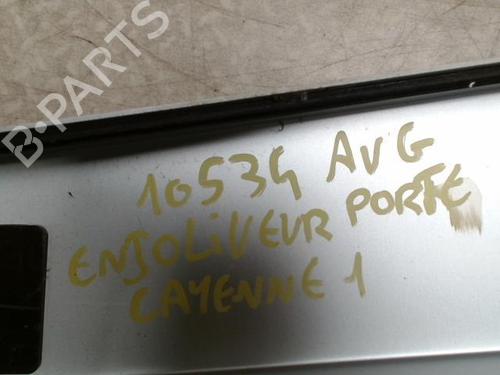 B-PARTS
10534 AVG
ENJOLIVEUR PORTE
CAYENNE 1